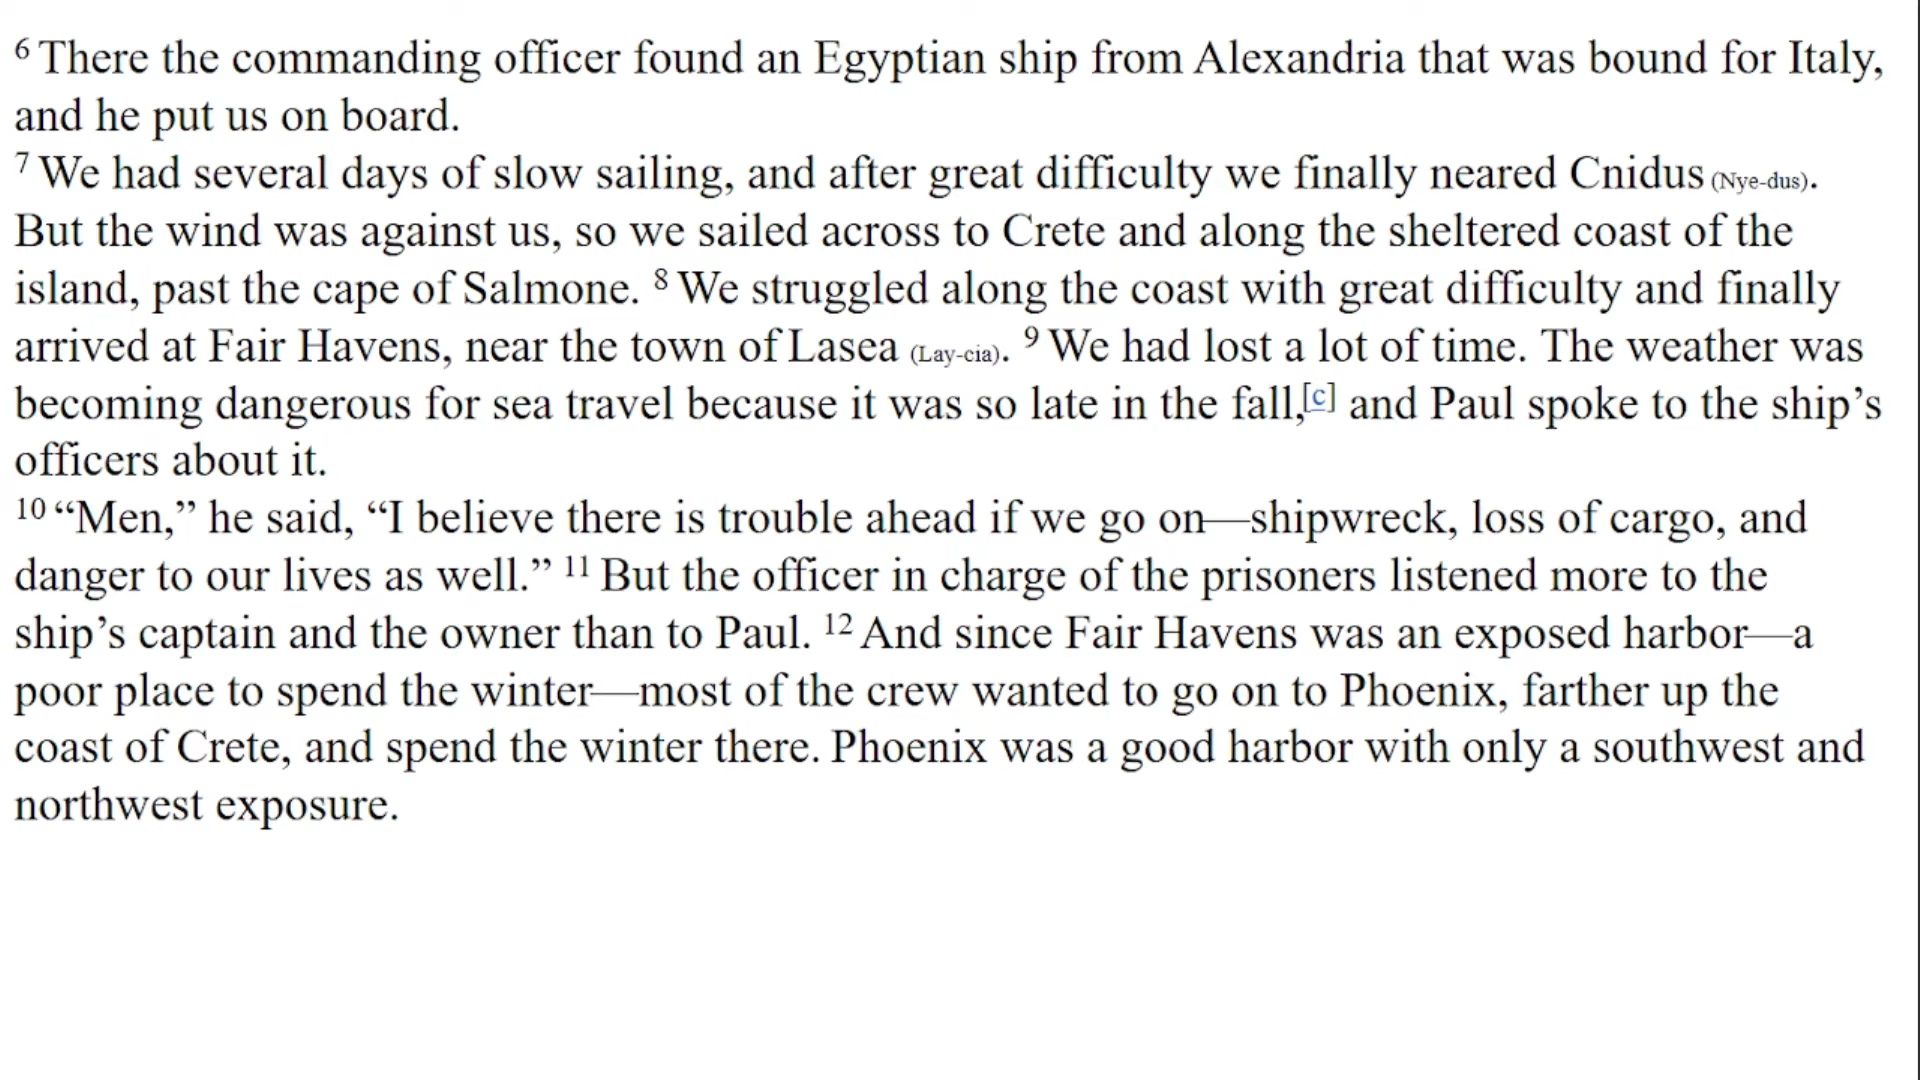 6 There the commanding officer found an Egyptian ship from Alexandria that was bound for Italy,
and he put us on board.
7 We had several days of slow sailing, and after great difficulty we finally neared Cnidus (Nye-dus).
But the wind was against us, so we sailed across to Crete and along the sheltered coast of the
island, past the cape of Salmone. 8 We struggled along the coast with great difficulty and finally
arrived at Fair Havens, near the town of Lasea (Lay-cia). 9 We had lost a lot of time. The weather was
becoming dangerous for sea travel because it was so late in the fall,[c] and Paul spoke to the ship’s
officers about it.
10 “Men,” he said, “I believe there is trouble ahead if we go on—shipwreck, loss of cargo, and
danger to our lives as well.” 11 But the officer in charge of the prisoners listened more to the
ship’s captain and the owner than to Paul. 12 And since Fair Havens was an exposed harbor—a
poor place to spend the winter—most of the crew wanted to go on to Phoenix, farther up the
coast of Crete, and spend the winter there. Phoenix was a good harbor with only a southwest and
northwest exposure.